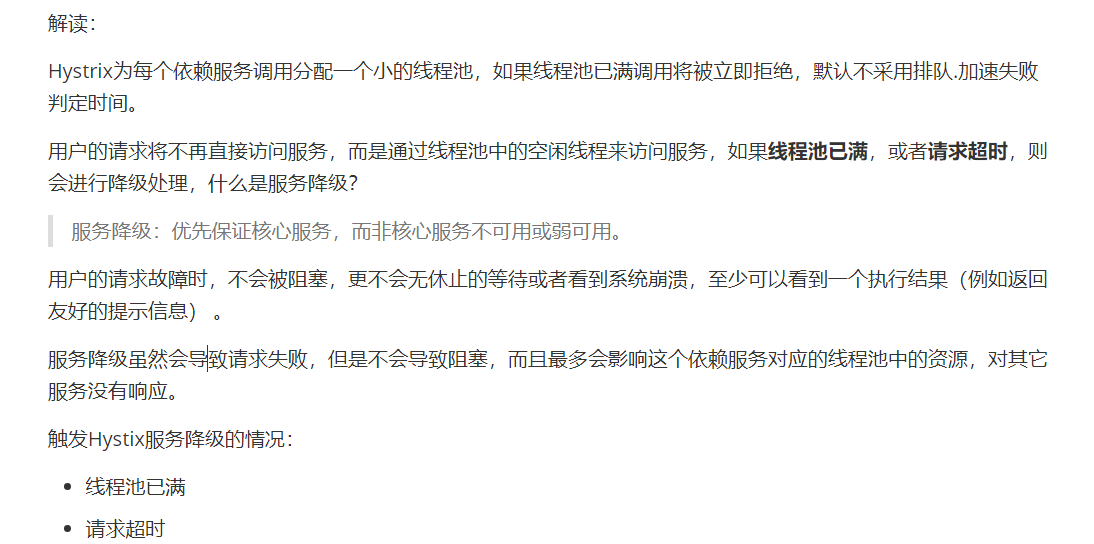 解读：
Hystrix为每个依赖服务调用分配一个小的线程池，如果线程池已满调用将被立即拒绝，默认不采用排队.加速失败
判定时间。
用户的请求将不再直接访问服务，而是通过线程池中的空闲线程来访问服务，如果线程池已满，或者请求超时，则
会进行降级处理，什么是服务降级？
服务降级：优先保证核心服务，而非核心服务不可用或弱可用。
用户的请求故障时，不会被阻塞，更不会无休止的等待或者看到系统崩溃，至少可以看到一个执行结果（例如返回
友好的提示信息） 。
服务降级虽然会导致请求失败，但是不会导致阻塞，而且最多会影响这个依赖服务对应的线程池中的资源，对其它
服务没有响应。
触发Hystix服务降级的情况：
• 线程池已满
• 请求超时